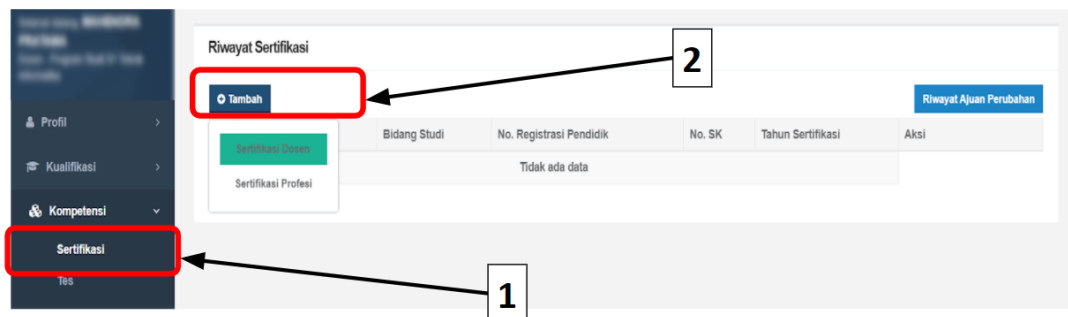 Profil
Kualifikasi
Kompetensi
Sertifikasi
Tes
Riwayat Sertifikasi
2
Tambah
Riwayat Ajuan Perubahan
Bidang Studi No. Registrasi Pendidik No. SK Tahun Sertifikasi Aksi
Sertifikasi Dosen
Tidak ada data
Sertifikasi Profesi
1